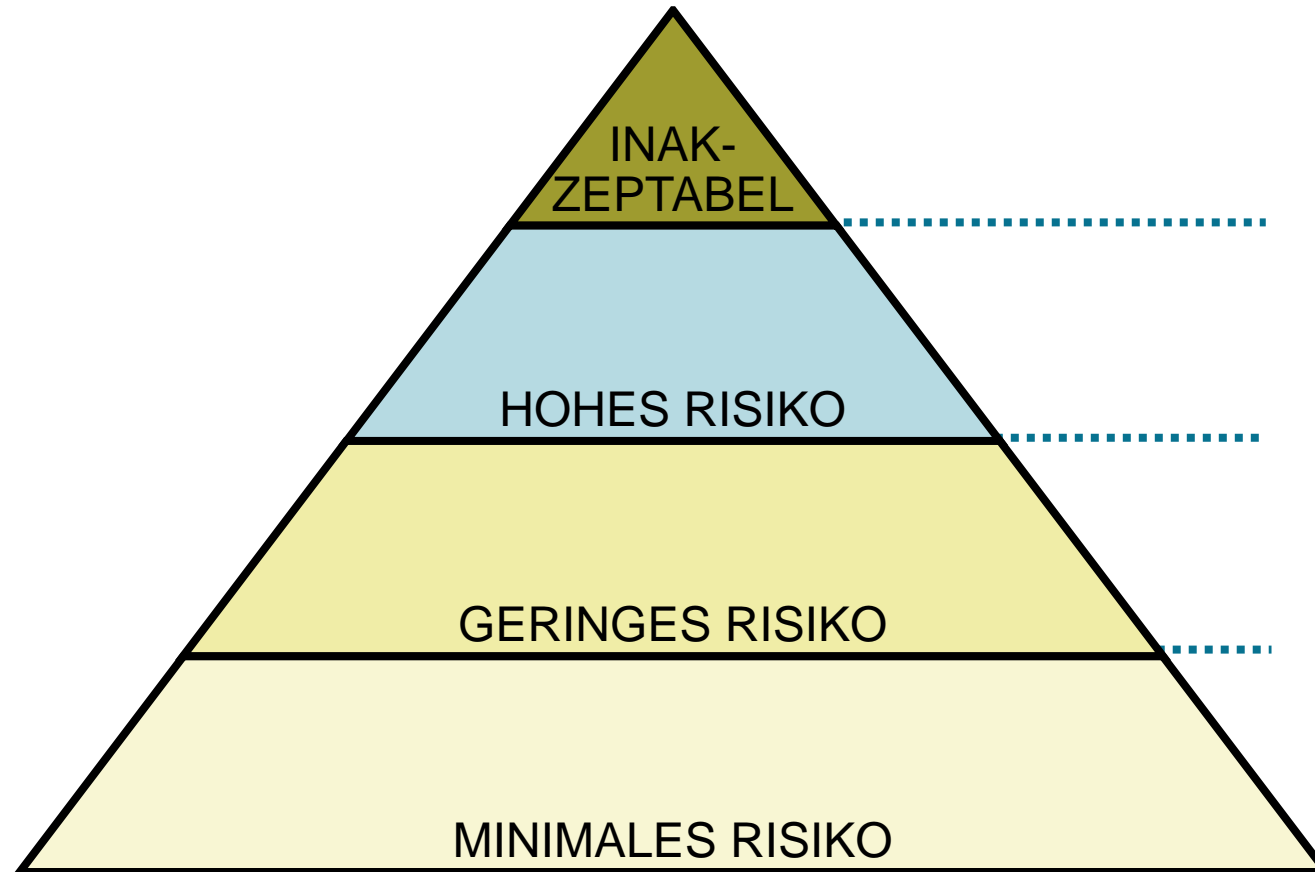 INAK-
ZEPTABEL
HOHES RISIKO
GERINGES RISIKO
MINIMALES RISIKO